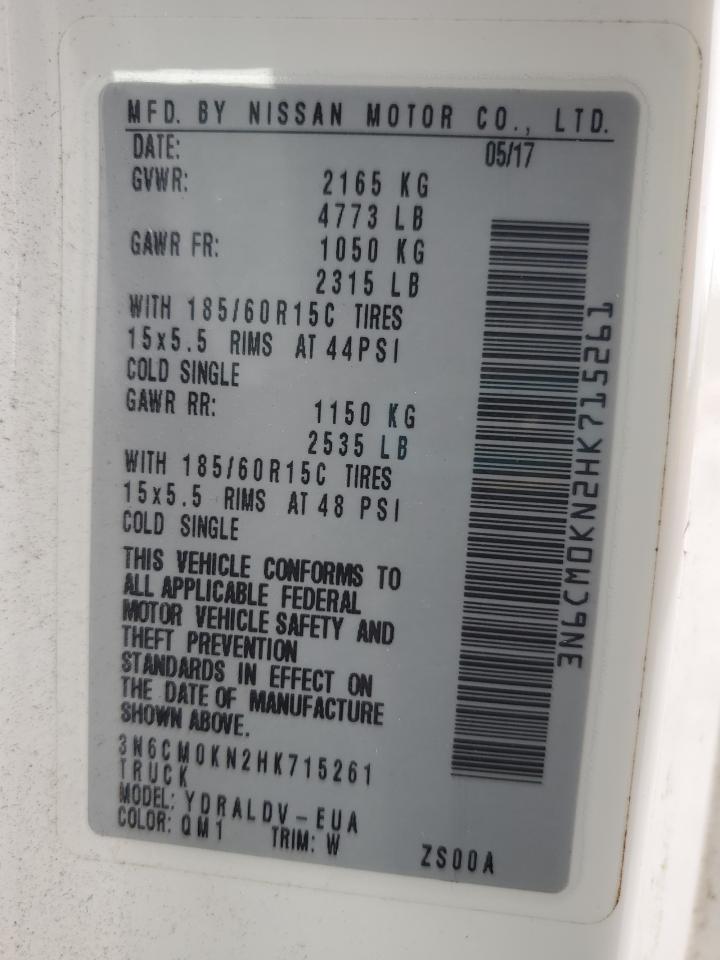 MFD. BY NISSAN MOTOR CO., LTD.
DATE: 05/17
GVWR: 2165 KG
4773 LB
GAWR FR: 1050 KG
2315 LB
WITH 185/60R15C TIRES
15x5.5 RIMS AT 44PSI
COLD SINGLE
GAWR RR: 1150 KG
2535 LB
WITH 185/60R15C TIRES
15x5.5 RIMS AT 48 PSI
COLD SINGLE
THIS VEHICLE CONFORMS TO
ALL APPLICABLE FEDERAL
MOTOR VEHICLE SAFETY AND
THEFT PREVENTION
STANDARDS IN EFFECT ON
THE DATE OF MANUFACTURE
SHOWN ABOVE.
3N6CM0KN2HK715261
TRUCK
MODEL: YDRALDV-EUA
COLOR: QM1 TRIM: W ZS00A
3N6CM0KN2HK715261